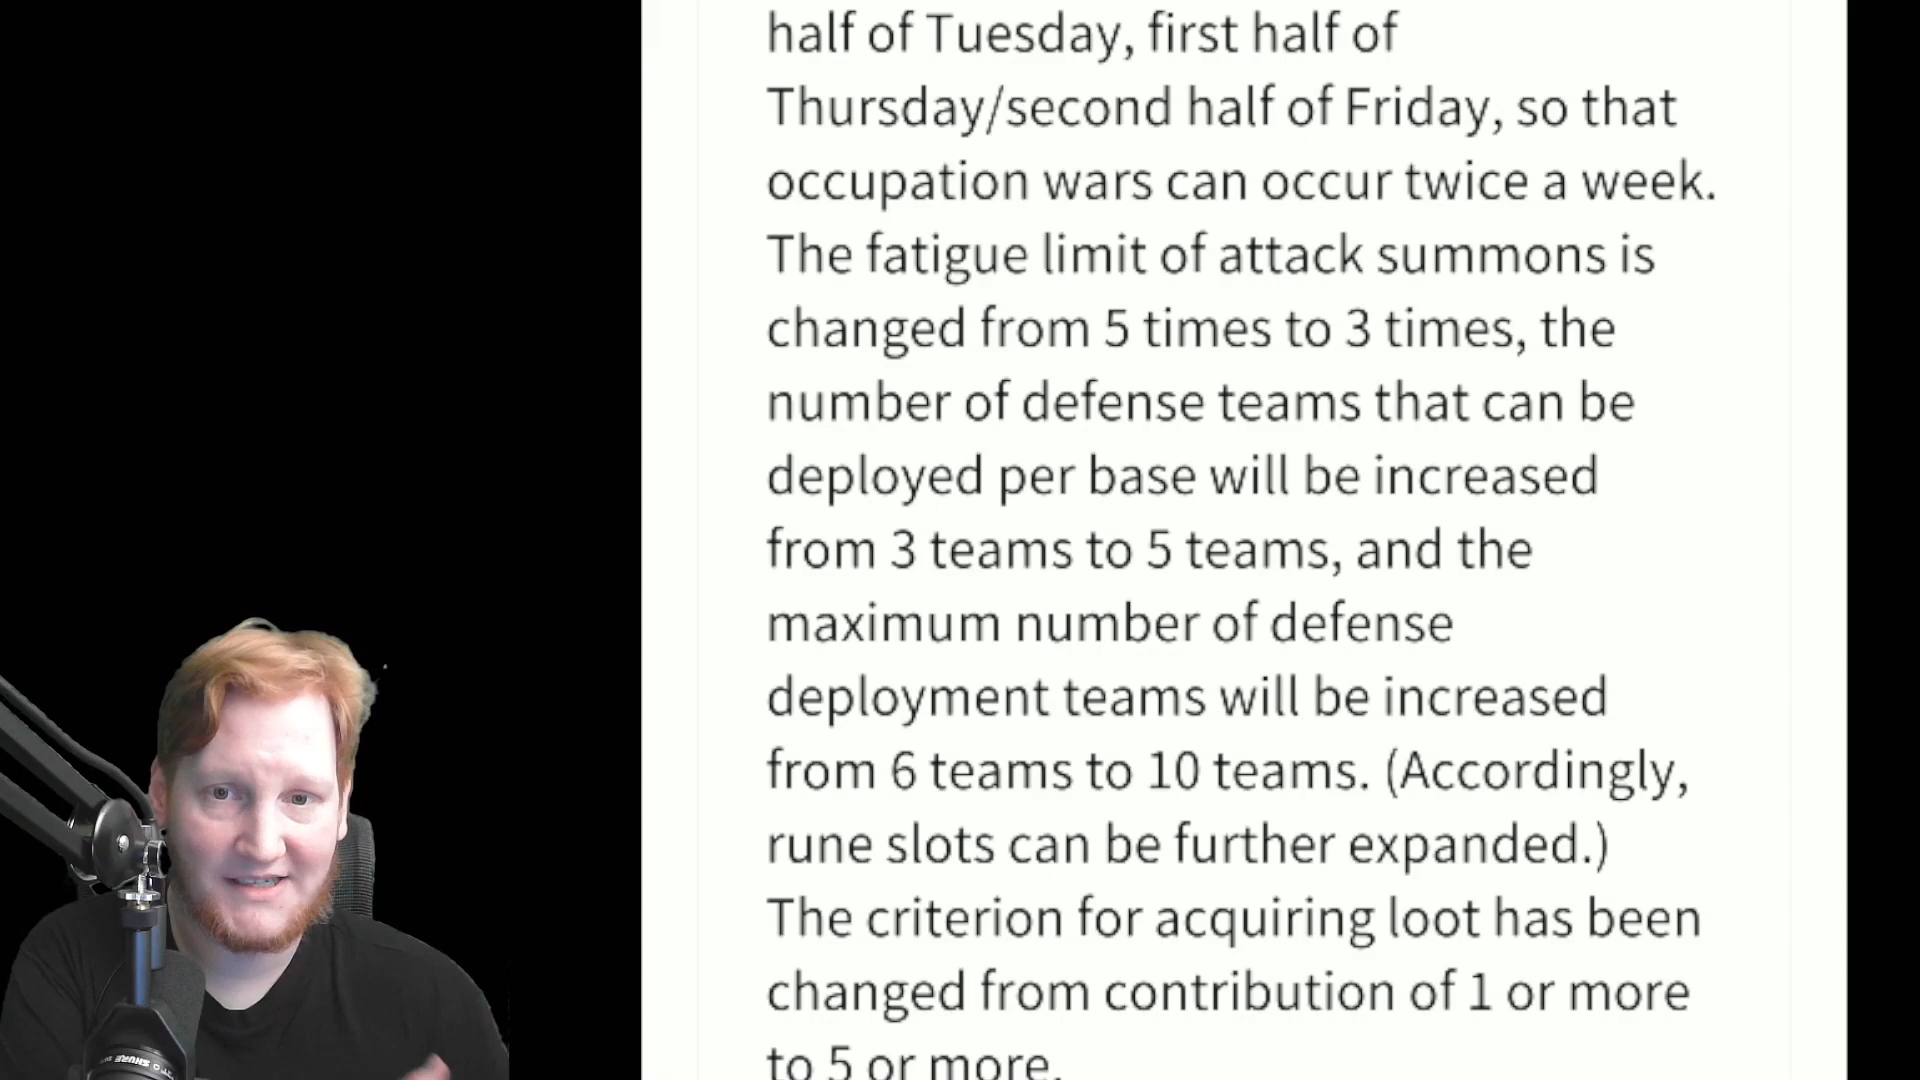 half of Tuesday, first half of
Thursday/second half of Friday, so that
occupation wars can occur twice a week.
The fatigue limit of attack summons is
changed from 5 times to 3 times, the
number of defense teams that can be
deployed per base will be increased
from 3 teams to 5 teams, and the
maximum number of defense
deployment teams will be increased
from 6 teams to 10 teams. (Accordingly,
rune slots can be further expanded.)
The criterion for acquiring loot has been
changed from contribution of 1 or more
to 5 or more.
SHURE